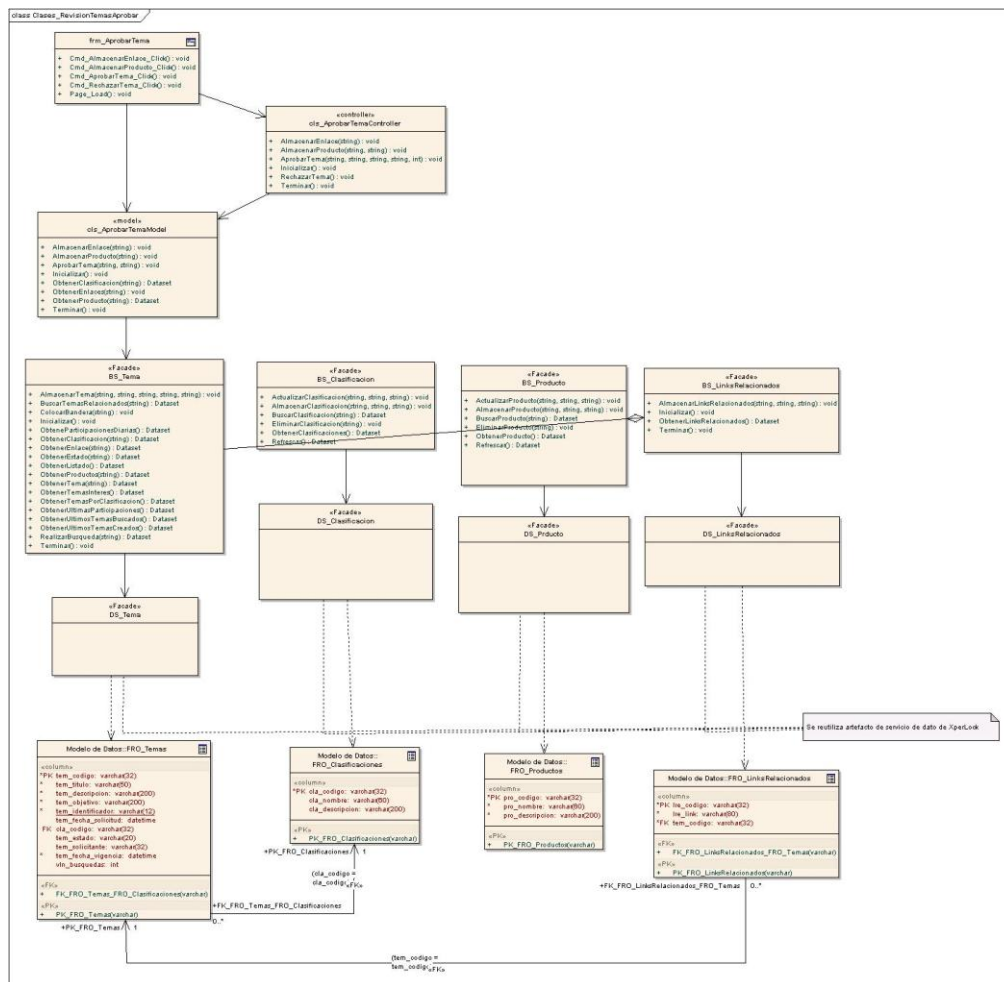 class Clases_RevisionTemasAprobar
frm_AprobarTema
+ Cmd_AlmacenarEnlace_Click() : void
+ Cmd_AlmacenarProducto_Click() : void
+ Cmd_AprobarTema_Click() : void
+ Cmd_RechazarTema_Click() : void
+ Page_Load() : void
«controller»
cls_AprobarTemaController
+ AlmacenarEnlace(string) : void
+ AlmacenarProducto(string, string) : void
+ AprobarTema(string, string, string, string, int) : void
+ Inicializar() : void
+ RechazarTema() : void
+ Terminar() : void
«model»
cls_AprobarTemaModel
+ AlmacenarEnlace(string) : void
+ AlmacenarProducto(string) : void
+ AprobarTema(string, string) : void
+ Inicializar() : void
+ ObtenerClasificacion(string) : Dataset
+ ObtenerEnlaces(string) : void
+ ObtenerProducto(string) : Dataset
+ Terminar() : void
«Facade»
BS_Tema
+ AlmacenarTema(string, string, string, string, string) : void
+ BuscarTemasRelacionados(string) : Dataset
+ ColocarBandera(string) : void
+ Inicializar() : void
+ ObteneParticipacionesDiarias() : Dataset
+ ObtenerClasificacion(string) : Dataset
+ ObtenerEnlace(string) : Dataset
+ ObtenerEstado(string) : Dataset
+ ObtenerListado() : Dataset
+ ObtenerProductos(string) : Dataset
+ ObtenerTema(string) : Dataset
+ ObtenerTemasInteres() : Dataset
+ ObtenerTemasPorClasificacion() : Dataset
+ ObtenerUltimasParticipaciones() : Dataset
+ ObtenerUltimosTemasBuscados() : Dataset
+ ObtenerUltimosTemasCreados() : Dataset
+ RealizarBusqueda(string) : Dataset
+ Terminar() : void
«Facade»
BS_Clasificacion
+ ActualizarClasificacion(string, string, string) : void
+ AlmacenarClasificacion(string, string, string) : void
+ BuscarClasificacion(string) : Dataset
+ EliminarClasificacion(string) : void
+ ObtenerClasificaciones() : Dataset
+ Refrescar() : Dataset
«Facade»
BS_Producto
+ ActualizarProducto(string, string, string) : void
+ AlmacenarProducto(string, string, string) : void
+ BuscarProducto(string) : Dataset
+ EliminarProducto(string) : void
+ ObtenerProducto() : Dataset
+ Refrescar() : Dataset
«Facade»
BS_LinksRelacionados
+ AlmacenarLinksRelacionados(string, string, string) : void
+ Inicializar() : void
+ ObtenerLinksRelacionados() : Dataset
+ Terminar() : void
«Facade»
DS_Clasificacion
«Facade»
DS_Prducto
«Facade»
DS_LinksRelacionados
«Facade»
DS_Tema
Se reutiliza artefacto de servicio de dato de XperLook
Modelo de Datos::FRO_Temas
«column»
*PK tem_codigo: varchar(32)
* tem_titulo: varchar(50)
* tem_descripcion: varchar(200)
* tem_objetivo: varchar(200)
* tem_identificador: varchar(12)
tem_fecha_solicitud: datetime
FK cla_codigo: varchar(32)
tem_estado: varchar(20)
tem_solicitante: varchar(32)
* tem_fecha_vigencia: datetime
vln_busquedas: int
«FK»
+ FK_FRO_Temas_FRO_Clasificaciones(varchar)
«PK»
+ PK_FRO_Temas(varchar)
Modelo de Datos::
FRO_Clasificaciones
«column»
*PK cla_codigo: varchar(32)
cla_nombre: varchar(50)
cla_descripcion: varchar(200)
«PK»
+ PK_FRO_Clasificaciones(varchar)
Modelo de Datos::
FRO_Productos
«column»
*PK pro_codigo: varchar(32)
* pro_nombre: varchar(50)
* pro_descripcion: varchar(200)
«PK»
+ PK_FRO_Productos(varchar)
Modelo de Datos::FRO_LinksRelacionados
«column»
*PK lre_codigo: varchar(32)
* lre_link: varchar(80)
*FK tem_codigo: varchar(32)
«FK»
+ FK_FRO_LinksRelacionados_FRO_Temas(varchar)
«PK»
+ PK_FRO_LinksRelacionados(varchar)
+PK_FRO_Clasificaciones 1
(cla_codigo =
cla_codigo
«FK»
+FK_FRO_Temas_FRO_Clasificaciones
0..*
+PK_FRO_Temas 1
+FK_FRO_LinksRelacionados_FRO_Temas 0..*
(tem_codigo =
tem_codigo
«FK»